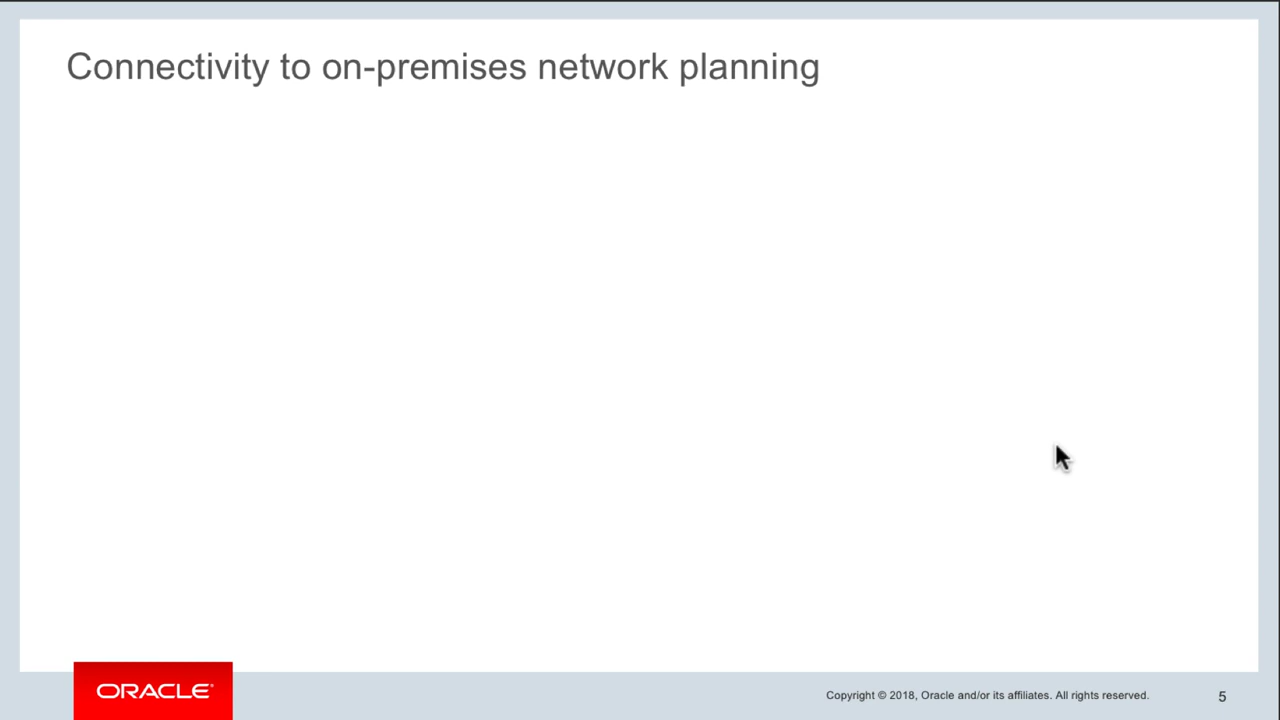 Connectivity to on-premises network planning
ORACLE®
Copyright © 2018, Oracle and/or its affiliates. All rights reserved.
5